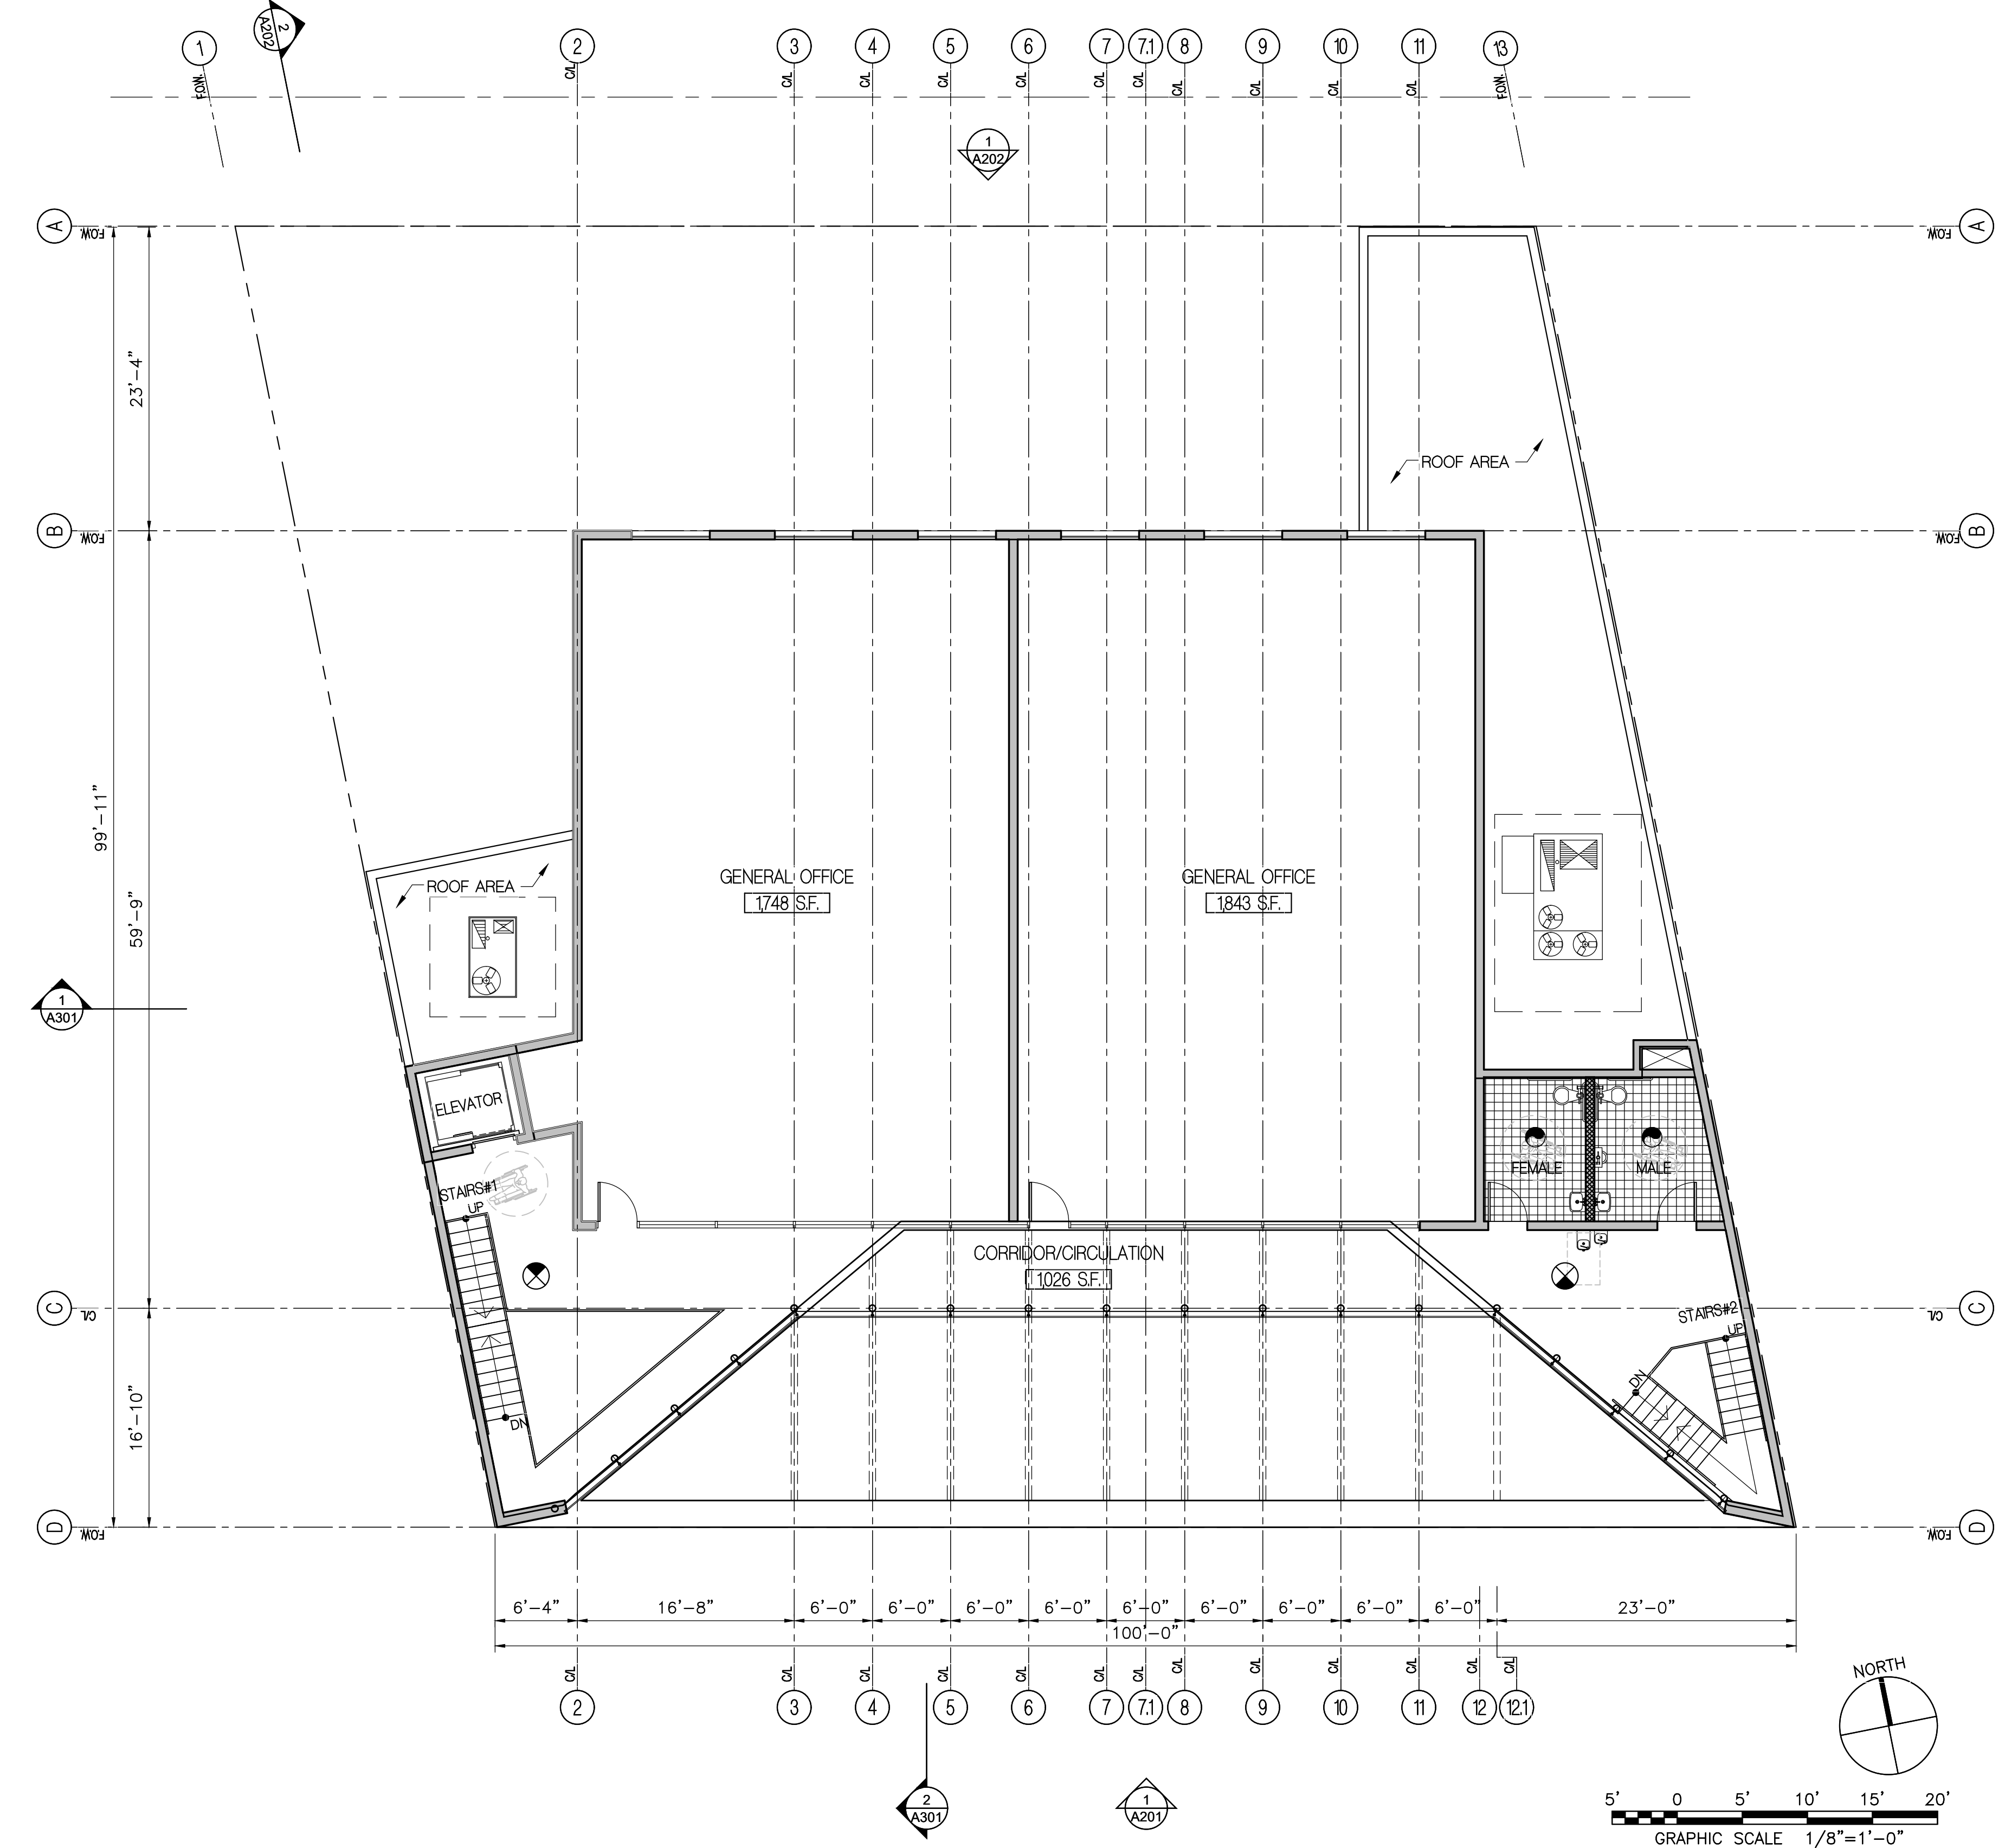 2
A202
1
2
3
4
5
6
7
7.1
8
9
10
11
13
F.O.W.
C/L
C/L
C/L
C/L
C/L
C/L
C/L
C/L
C/L
C/L
C/L
F.O.W.
1
A202
A
F.O.W.
F.O.W.
A
23'-4"
ROOF AREA
B
F.O.W.
F.O.W.
B
99'-11"
59'-9"
GENERAL OFFICE
1,748 S.F.
GENERAL OFFICE
1,843 S.F.
ROOF AREA
1
A301
ELEVATOR
STAIRS#1
UP
FEMALE
MALE
CORRIDOR/CIRCULATION
1,026 S.F.
C
C/L
C/L
C
STAIRS#2
UP
DN
DN
16'-10"
D
F.O.W.
F.O.W.
D
6'-4"
16'-8"
6'-0"
6'-0"
6'-0"
6'-0"
6'-0"
6'-0"
6'-0"
6'-0"
6'-0"
23'-0"
100'-0"
C/L
C/L
C/L
C/L
C/L
C/L
C/L
C/L
C/L
C/L
C/L
C/L
C/L
2
3
4
5
6
7
7.1
8
9
10
11
12
12.1
NORTH
2
A301
1
A201
5'
0
5'
10'
15'
20'
GRAPHIC SCALE 1/8"=1'-0"